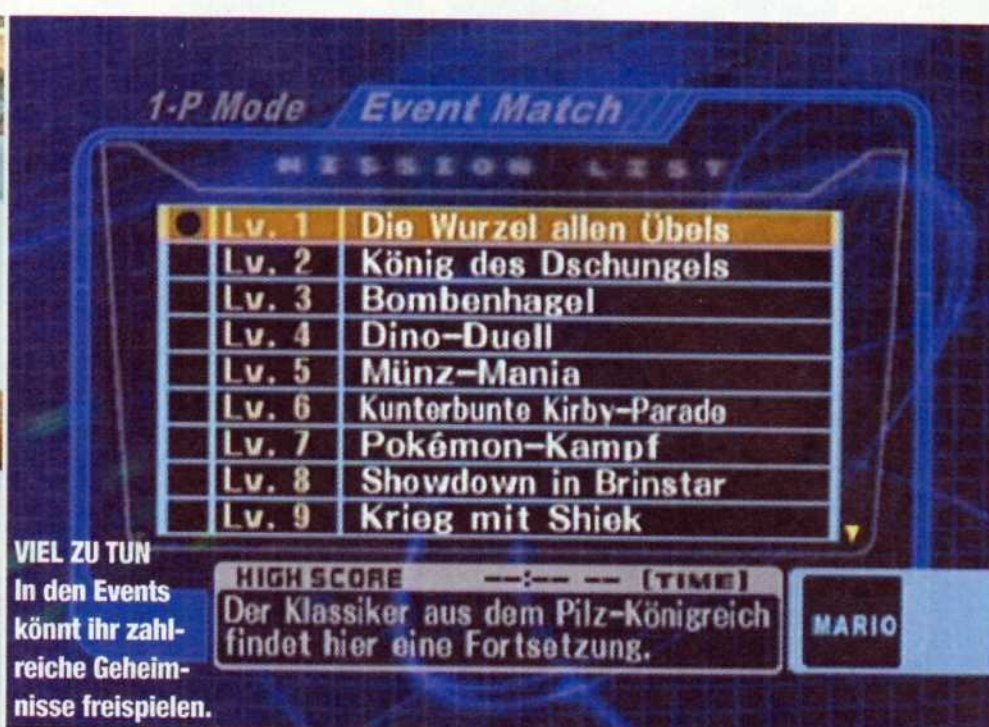 1-P Mode Event Match
MISSION LIST
Lv. 1 Die Wurzel allen Übels
Lv. 2 König des Dschungels
Lv. 3 Bombenhagel
Lv. 4 Dino-Duell
Lv. 5 Münz-Mania
Lv. 6 Kunterbunte Kirby-Parade
Lv. 7 Pokémon-Kampf
Lv. 8 Showdown in Brinstar
Lv. 9 Krieg mit Shiek
HIGH SCORE --:-- -- [TIME]
Der Klassiker aus dem Pilz-Königreich
findet hier eine Fortsetzung.
MARIO
VIEL ZU TUN
In den Events
könnt ihr zahl-
reiche Geheim-
nisse freispielen.